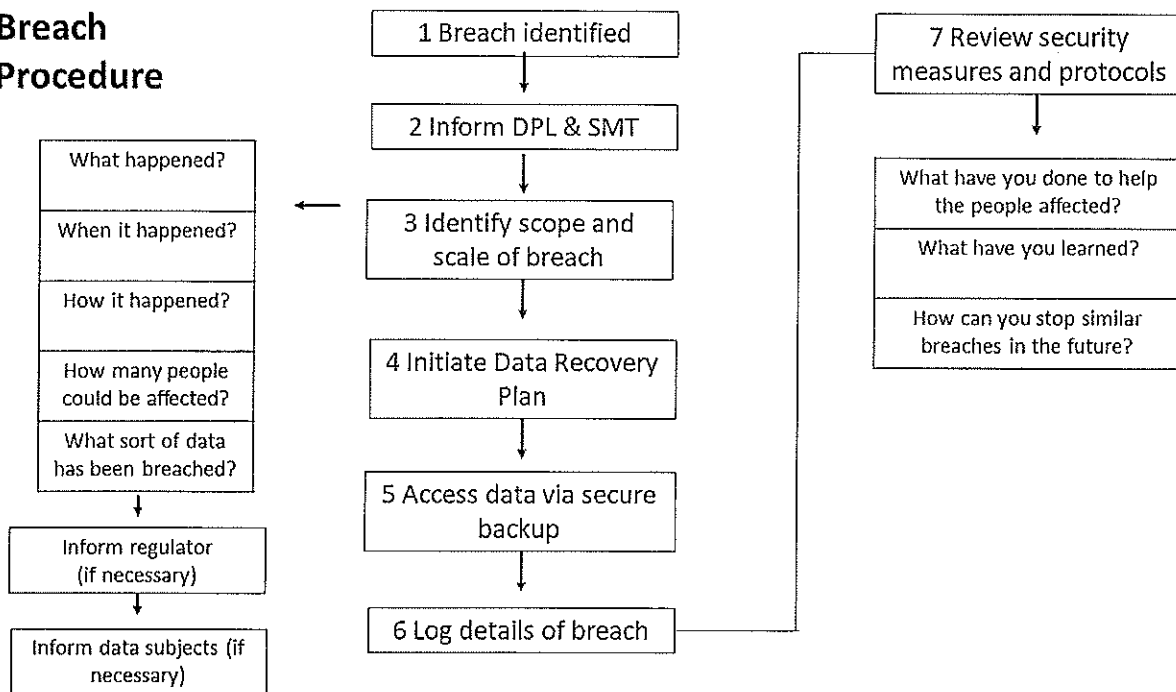 Breach
Procedure
1 Breach identified
2 Inform DPL & SMT
3 Identify scope and
scale of breach
4 Initiate Data Recovery
Plan
5 Access data via secure
backup
6 Log details of breach
What happened?
When it happened?
How it happened?
How many people
could be affected?
What sort of data
has been breached?
Inform regulator
(if necessary)
Inform data subjects (if
necessary)
7 Review security
measures and protocols
What have you done to help
the people affected?
What have you learned?
How can you stop similar
breaches in the future?